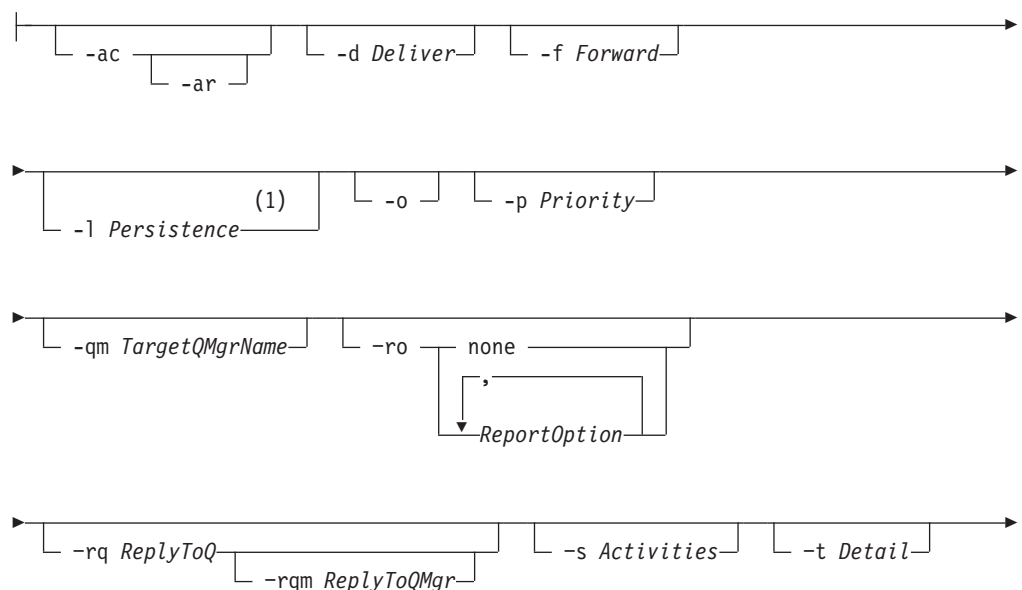 -ac -d Deliver -f Forward
-ar
(1) -o -p Priority
-l Persistence
-qm TargetQMgrName -ro none
,
ReportOption
-rq ReplyToQ -s Activities -t Detail
-rqm ReplyToQMgr